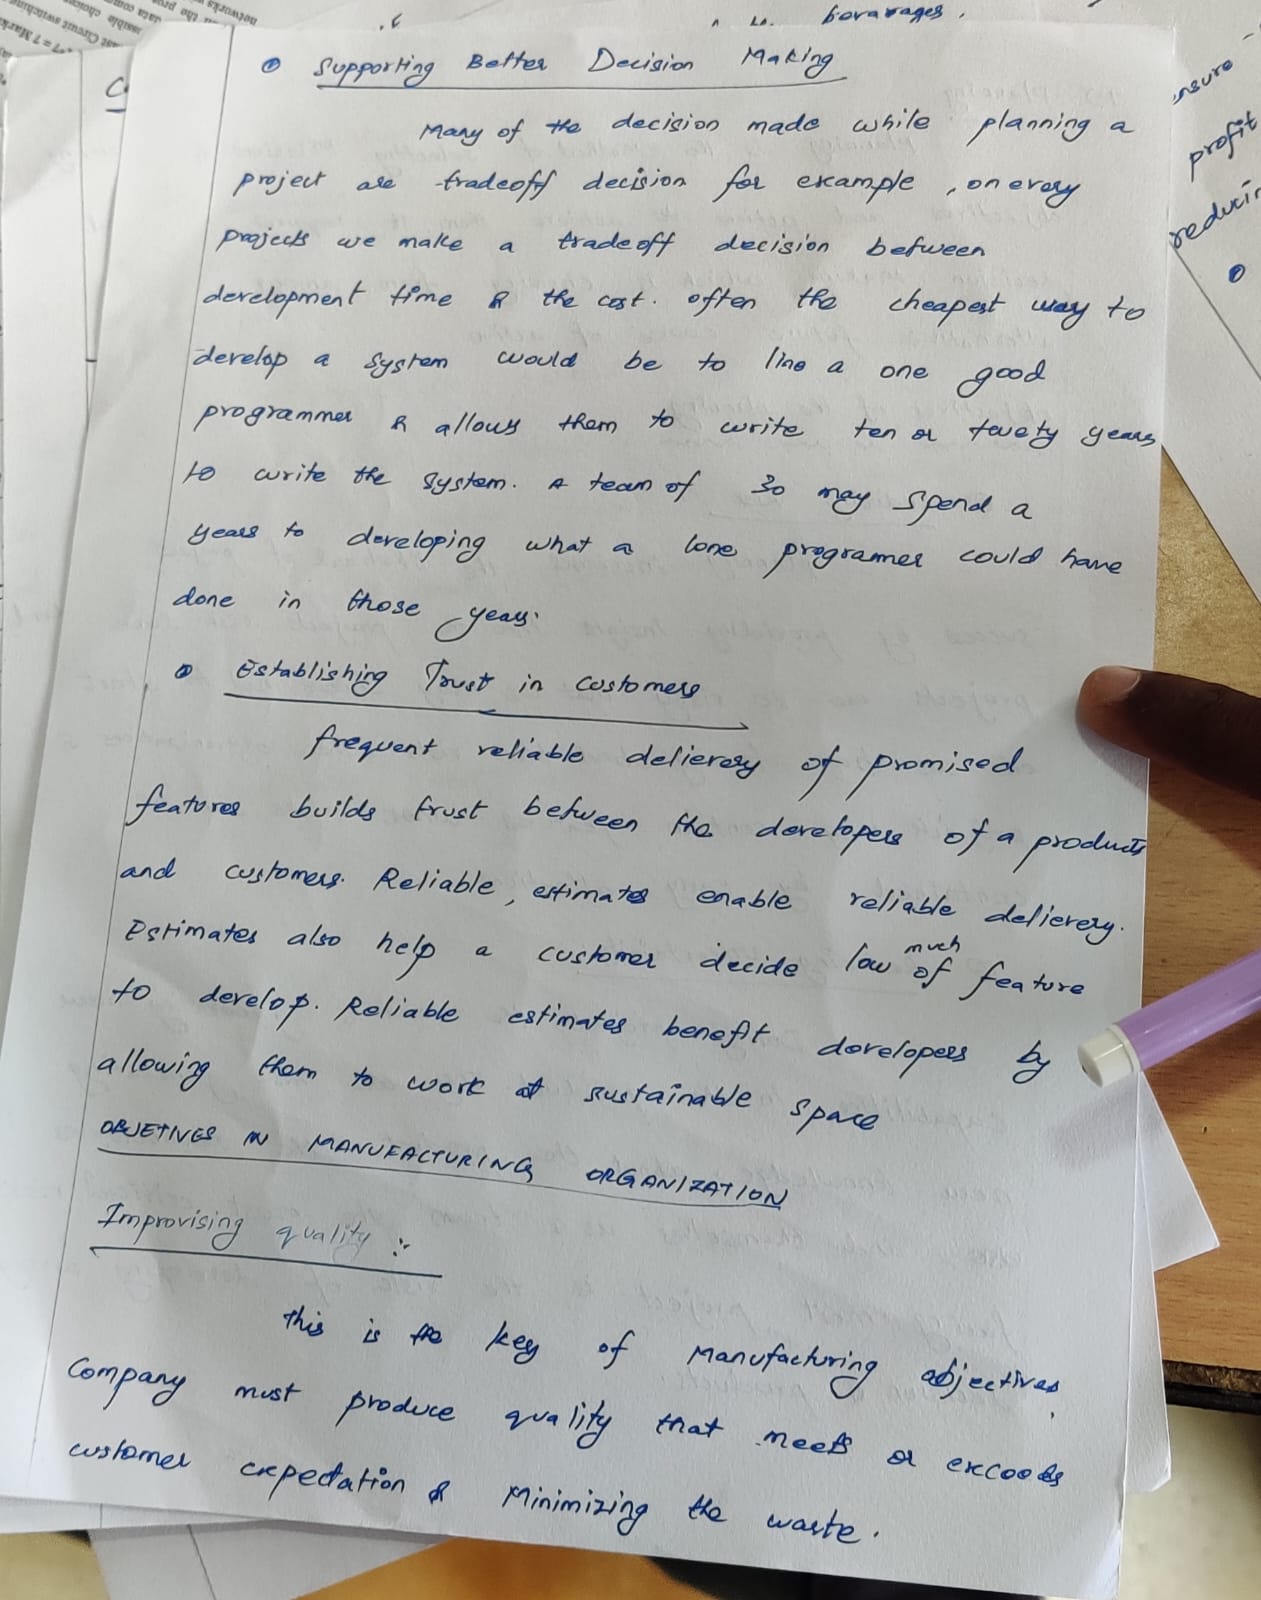 beverages,
• Supporting Better Decision Making
Many of the decision made while planning a
project are tradeoff decision for example, on every
projects we make a tradeoff decision between
development time & the cost. often the cheapest way to
develop a system would be to line a one good
programmer & allows them to write ten or twety years
to write the system. A team of 30 may spend a
years to developing what a lone programer could have
done in those years.
• Establishing Trust in customers
frequent reliable delierery of promised
features builds trust between the developers of a products
and customers. Reliable, estimates enable reliable delierery.
Estimates also help a customer decide low much of feature
to develop. Reliable estimates benefit developers by
allowing them to work at sustainable space
OBJETIVES IN MANUFACTURING ORGANIZATION
Improvising quality :-
this is the key of Manufacturing objectives,
Company must produce quality that meets or exceeds
customer expectation & Minimizing the waste.
ensure
profit
reducin